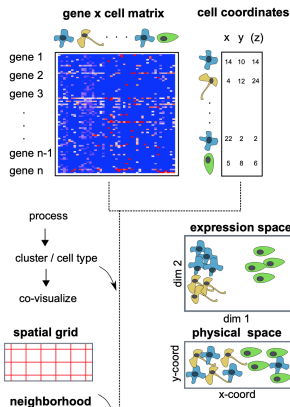 gene x cell matrix
cell coordinates
x y (z)
gene 1
gene 2
gene 3
gene n-1
gene n
14 10 14
4 12 24
22 2 2
5 8 6
process
cluster / cell type
co-visualize
expression space
dim 2
dim 1
spatial grid
physical space
y-coord
x-coord
neighborhood